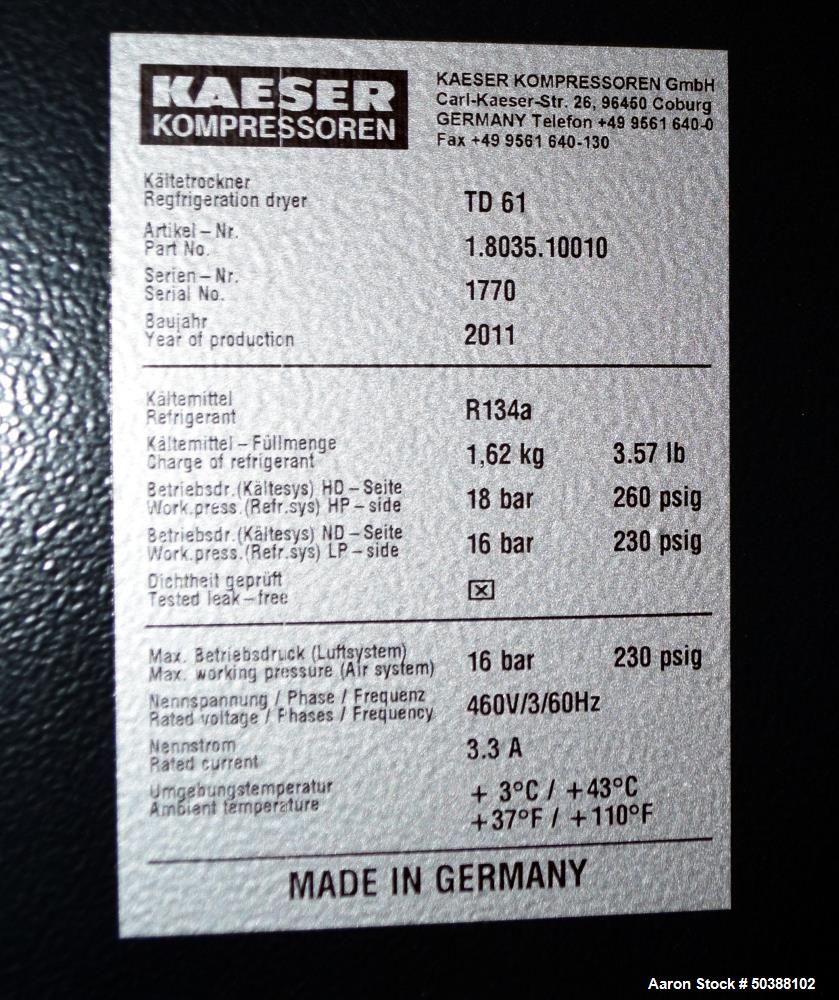 KAESER
KOMPRESSOREN
KAESER KOMPRESSOREN GmbH
Carl-Kaeser-Str. 26, 96450 Coburg
GERMANY Telefon +49 9561 640-0
Fax +49 9561 640-130
Kältetrockner
Regfrigeration dryer
TD 61
Artikel – Nr.
Part No.
1.8035.10010
Serien – Nr.
Serial No.
1770
Baujahr
Year of production
2011
Kältemittel
Refrigerant
R134a
Kältemittel – Füllmenge
Charge of refrigerant
1,62 kg 3.57 lb
Betriebsdr.(Kältesys) HD – Seite
Work.press.(Refr.sys) HP – side
18 bar 260 psig
Betriebsdr.(Kältesys) ND – Seite
Work.press.(Refr.sys) LP – side
16 bar 230 psig
Dichtheit geprüft
Tested leak – free
☒
Max. Betriebsdruck (Luftsystem)
Max. working pressure (Air system)
16 bar 230 psig
Nennspannung / Phase / Frequenz
Rated voltage / Phases / Frequency
460V/3/60Hz
Nennstrom
Rated current
3.3 A
Umgebungstemperatur
Ambient temperature
+ 3°C / +43°C
+37°F / +110°F
MADE IN GERMANY
Aaron Stock # 50388102